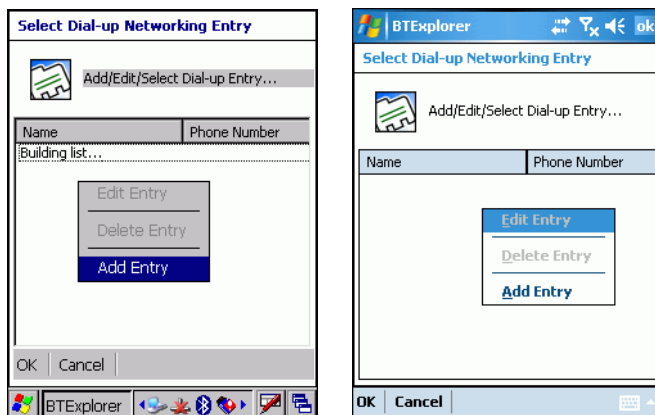 Select Dial-up Networking Entry
Add/Edit/Select Dial-up Entry...
Name Phone Number
Building list...
Edit Entry
Delete Entry
Add Entry
OK Cancel
BTExplorer
BTExplorer ok
Select Dial-up Networking Entry
Add/Edit/Select Dial-up Entry...
Name Phone Number
Edit Entry
Delete Entry
Add Entry
OK Cancel